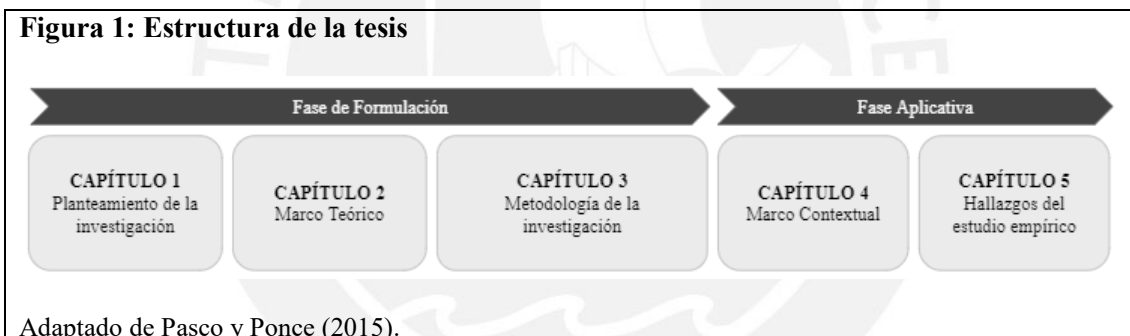 Figura 1: Estructura de la tesis
Fase de Formulación
Fase Aplicativa
CAPÍTULO 1
Planteamiento de la
investigación
CAPÍTULO 2
Marco Teórico
CAPÍTULO 3
Metodología de la
investigación
CAPÍTULO 4
Marco Contextual
CAPÍTULO 5
Hallazgos del
estudio empírico
Adaptado de Pasco y Ponce (2015).